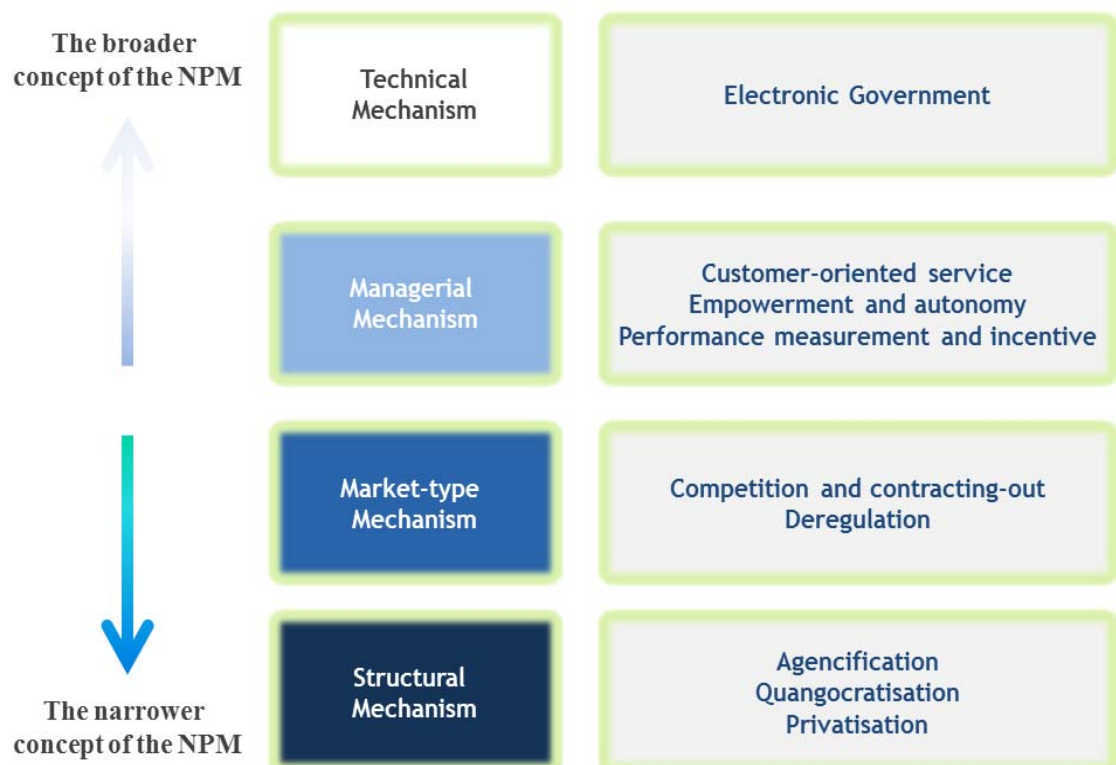 The broader
concept of the NPM
Technical
Mechanism
Electronic Government
Managerial
Mechanism
Customer-oriented service
Empowerment and autonomy
Performance measurement and incentive
Market-type
Mechanism
Competition and contracting-out
Deregulation
Structural
Mechanism
Agencification
Quangocratisation
Privatisation
The narrower
concept of the NPM